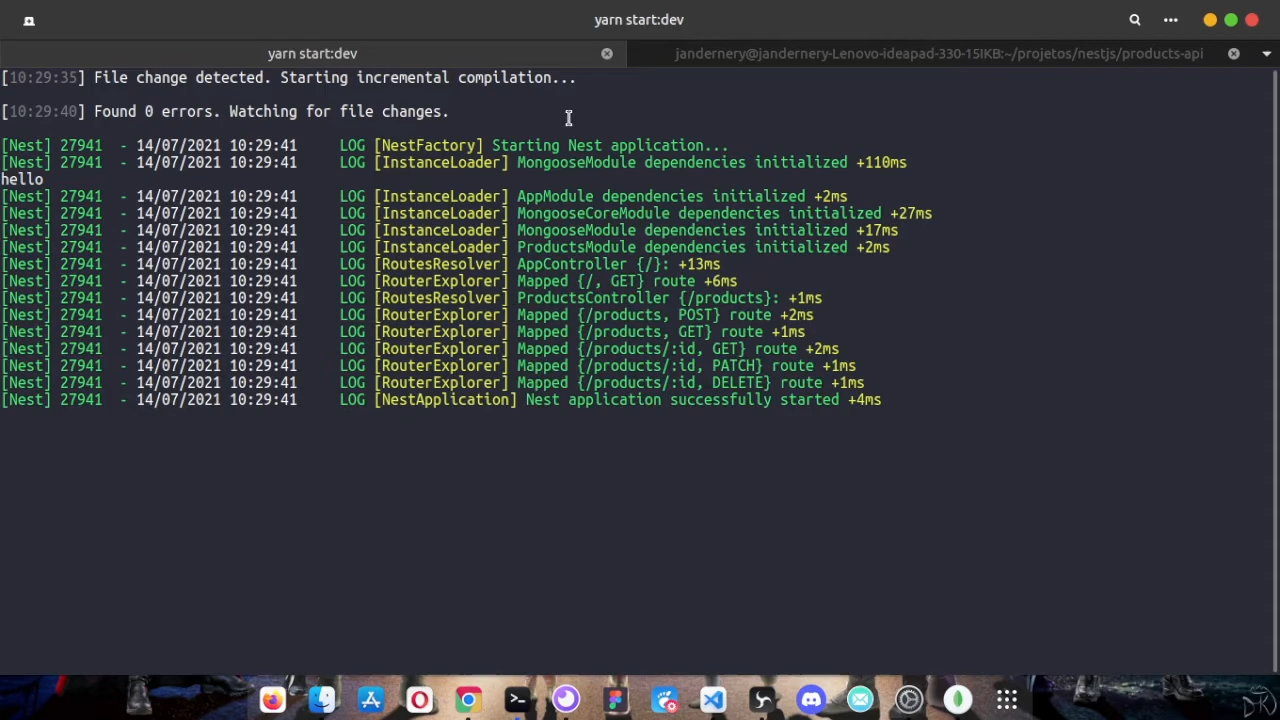 yarn start:dev
yarn start:dev
jandernery@jandernery-Lenovo-ideapad-330-15IKB:~/projetos/nestjs/products-api
[10:29:35] File change detected. Starting incremental compilation...
[10:29:40] Found 0 errors. Watching for file changes.
[Nest] 27941  - 14/07/2021 10:29:41     LOG [NestFactory] Starting Nest application...
[Nest] 27941  - 14/07/2021 10:29:41     LOG [InstanceLoader] MongooseModule dependencies initialized +110ms
hello
[Nest] 27941  - 14/07/2021 10:29:41     LOG [InstanceLoader] AppModule dependencies initialized +2ms
[Nest] 27941  - 14/07/2021 10:29:41     LOG [InstanceLoader] MongooseCoreModule dependencies initialized +27ms
[Nest] 27941  - 14/07/2021 10:29:41     LOG [InstanceLoader] MongooseModule dependencies initialized +17ms
[Nest] 27941  - 14/07/2021 10:29:41     LOG [InstanceLoader] ProductsModule dependencies initialized +2ms
[Nest] 27941  - 14/07/2021 10:29:41     LOG [RoutesResolver] AppController {/}: +13ms
[Nest] 27941  - 14/07/2021 10:29:41     LOG [RouterExplorer] Mapped {/, GET} route +6ms
[Nest] 27941  - 14/07/2021 10:29:41     LOG [RoutesResolver] ProductsController {/products}: +1ms
[Nest] 27941  - 14/07/2021 10:29:41     LOG [RouterExplorer] Mapped {/products, POST} route +2ms
[Nest] 27941  - 14/07/2021 10:29:41     LOG [RouterExplorer] Mapped {/products, GET} route +1ms
[Nest] 27941  - 14/07/2021 10:29:41     LOG [RouterExplorer] Mapped {/products/:id, GET} route +2ms
[Nest] 27941  - 14/07/2021 10:29:41     LOG [RouterExplorer] Mapped {/products/:id, PATCH} route +1ms
[Nest] 27941  - 14/07/2021 10:29:41     LOG [RouterExplorer] Mapped {/products/:id, DELETE} route +1ms
[Nest] 27941  - 14/07/2021 10:29:41     LOG [NestApplication] Nest application successfully started +4ms